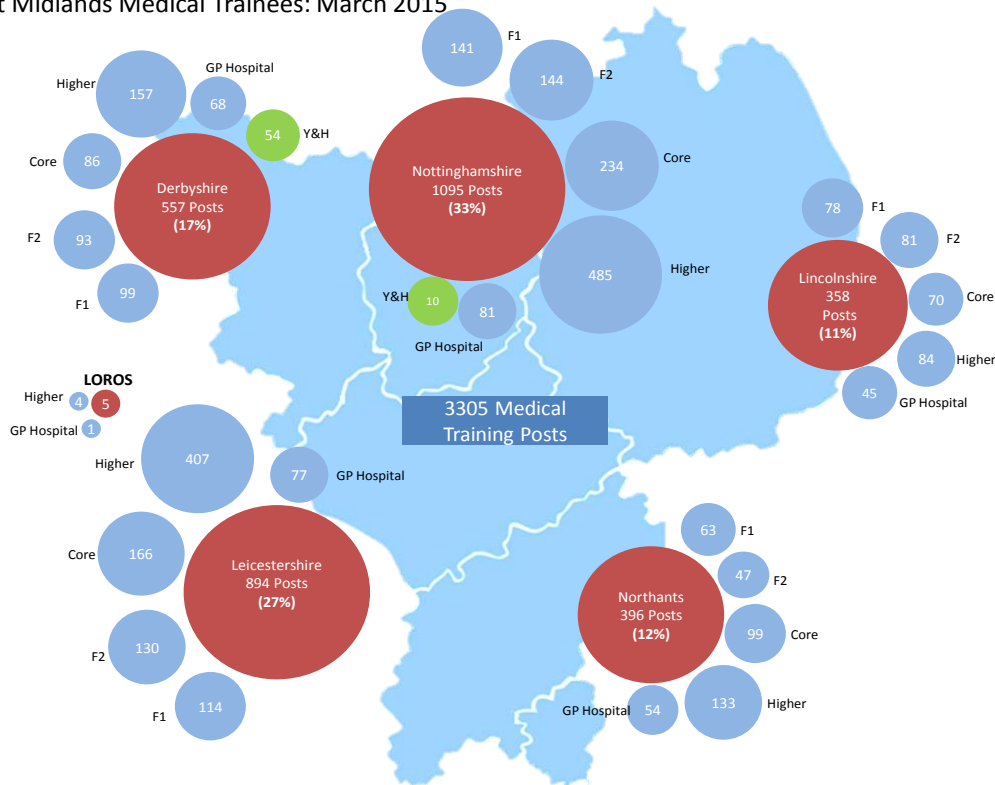 t Midlands Medical Trainees: March 2015
141
F1
144
F2
234
Core
485
Higher
Nottinghamshire
1095 Posts
(33%)
Y&H
10
81
GP Hospital
Higher
157
GP Hospital
68
54
Y&H
Core
86
Derbyshire
557 Posts
(17%)
F2
93
99
F1
78
F1
81
F2
Lincolnshire
358
Posts
(11%)
70
Core
84
Higher
45
GP Hospital
LOROS
Higher
4
5
GP Hospital
1
3305 Medical
Training Posts
Higher
407
77
GP Hospital
Core
166
Leicestershire
894 Posts
(27%)
F2
130
F1
114
63
F1
47
F2
Northants
396 Posts
(12%)
99
Core
GP Hospital
54
133
Higher